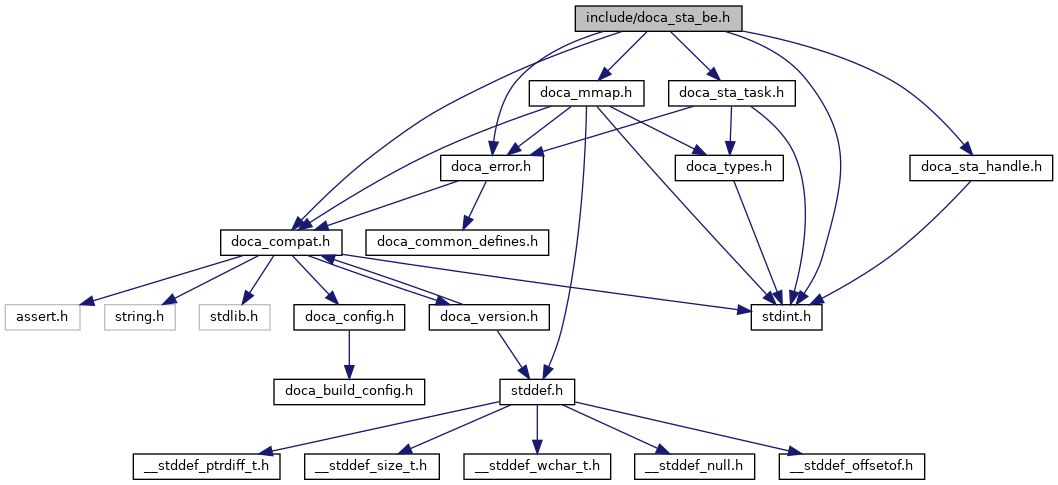 include/doca_sta_be.h
doca_mmap.h
doca_sta_task.h
doca_error.h
doca_types.h
doca_sta_handle.h
doca_compat.h
doca_common_defines.h
assert.h
string.h
stdlib.h
doca_config.h
doca_version.h
stdint.h
doca_build_config.h
stddef.h
__stddef_ptrdiff_t.h
__stddef_size_t.h
__stddef_wchar_t.h
__stddef_null.h
__stddef_offsetof.h